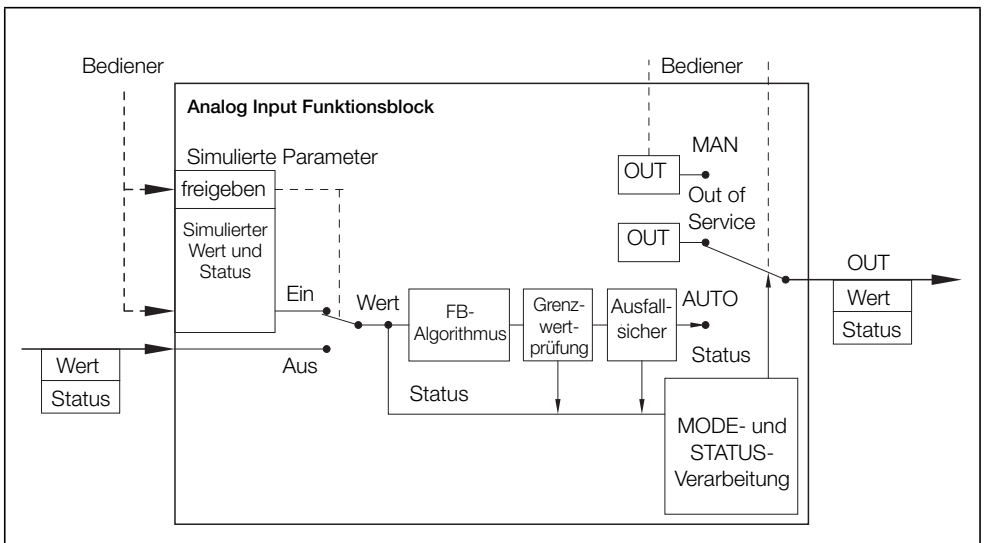 Bediener
Bediener
Analog Input Funktionsblock
Simulierte Parameter
freigeben
Simulierter
Wert und
Status
OUT
MAN
Out of
Service
OUT
Ein
Aus
Wert
FB-
Algorithmus
Grenz-
wert-
prüfung
Ausfall-
sicher
AUTO
Status
OUT
Wert
Status
Wert
Status
Status
MODE- und
STATUS-
Verarbeitung